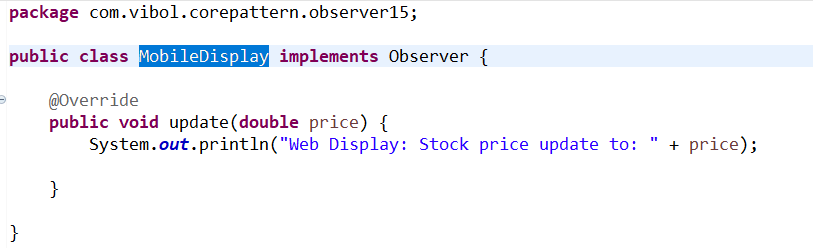 package com.vibol.corepattern.observer15;
public class MobileDisplay implements Observer {
@Override
public void update(double price) {
System.out.println("Web Display: Stock price update to: " + price);
}
}